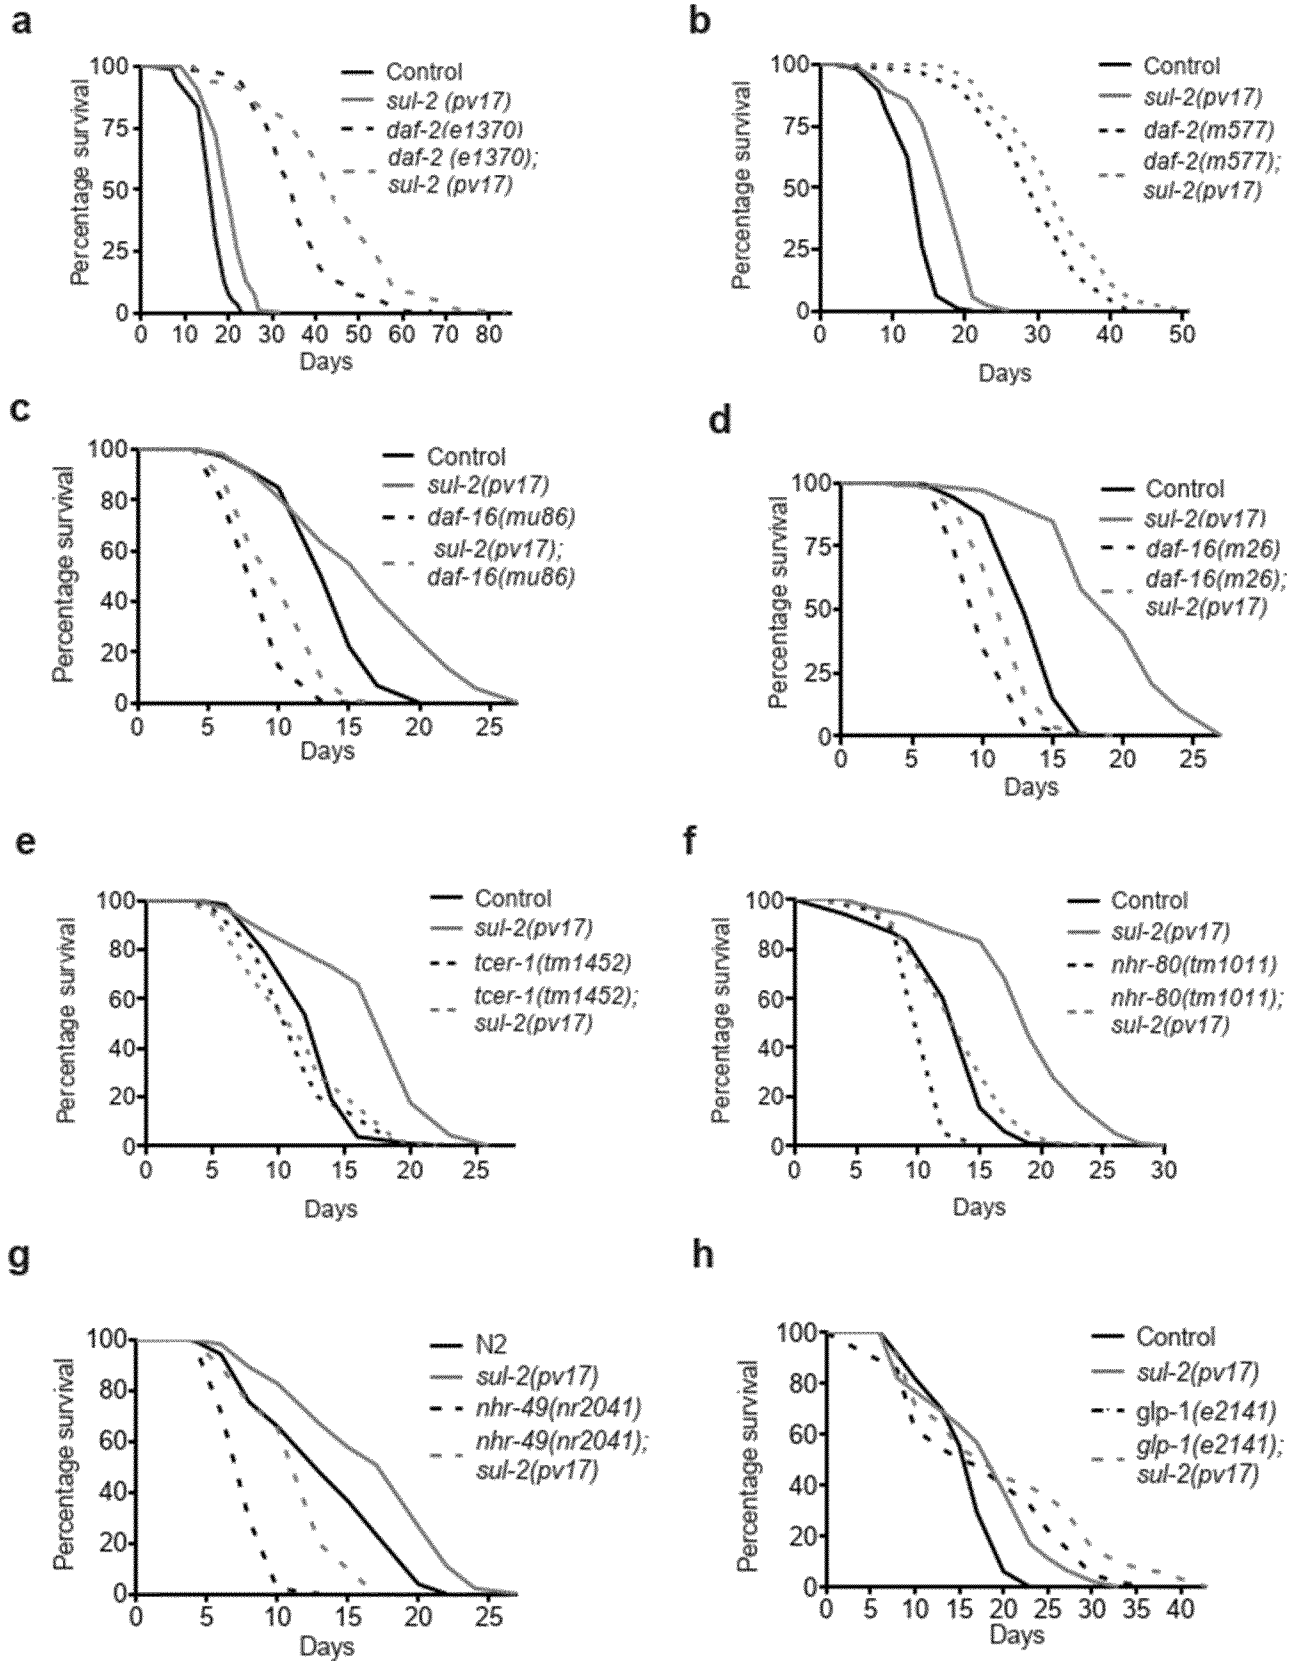 a
100
75
50
25
0
Percentage survival
0 10 20 30 40 50 60 70 80
Days
Control
sul-2 (pv17)
daf-2(e1370)
daf-2 (e1370);
sul-2 (pv17)
b
100
75
50
25
0
Percentage survival
0 10 20 30 40 50
Days
Control
sul-2(pv17)
daf-2(m577)
daf-2(m577);
sul-2(pv17)
c
100
80
60
40
20
0
Percentage survival
0 5 10 15 20 25
Days
Control
sul-2(pv17)
daf-16(mu86)
sul-2(pv17);
daf-16(mu86)
d
100
75
50
25
0
Percentage survival
0 5 10 15 20 25
Days
Control
sul-2(pv17)
daf-16(m26)
daf-16(m26);
sul-2(pv17)
e
100
80
60
40
20
0
Percentage survival
0 5 10 15 20 25
Days
Control
sul-2(pv17)
tcer-1(tm1452)
tcer-1(tm1452);
sul-2(pv17)
f
100
80
60
40
20
0
Percentage survival
0 5 10 15 20 25 30
Days
Control
sul-2(pv17)
nhr-80(tm1011)
nhr-80(tm1011);
sul-2(pv17)
g
100
80
60
40
20
0
Percentage survival
0 5 10 15 20 25
Days
N2
sul-2(pv17)
nhr-49(nr2041)
nhr-49(nr2041);
sul-2(pv17)
h
100
80
60
40
20
0
Percentage survival
0 5 10 15 20 25 30 35 40
Days
Control
sul-2(pv17)
glp-1(e2141)
glp-1(e2141);
sul-2(pv17)